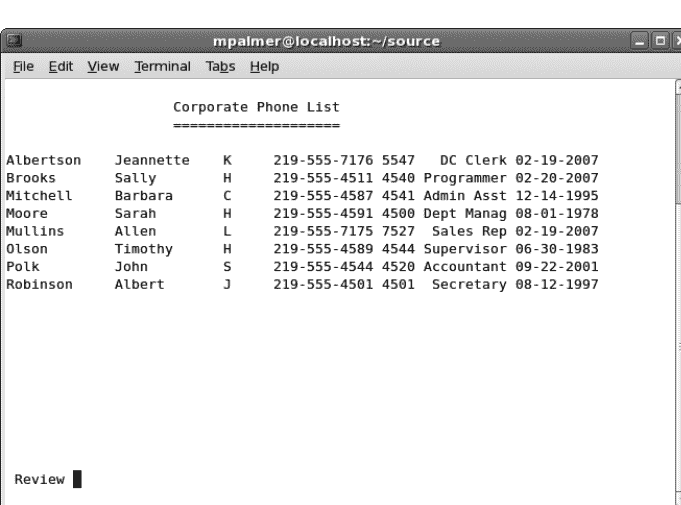 mpalmer@localhost:~/source
File Edit View Terminal Tabs Help
Corporate Phone List
====================
Albertson Jeannette K 219-555-7176 5547 DC Clerk 02-19-2007
Brooks Sally H 219-555-4511 4540 Programmer 02-20-2007
Mitchell Barbara C 219-555-4587 4541 Admin Asst 12-14-1995
Moore Sarah H 219-555-4591 4500 Dept Manag 08-01-1978
Mullins Allen L 219-555-7175 7527 Sales Rep 02-19-2007
Olson Timothy H 219-555-4589 4544 Supervisor 06-30-1983
Polk John S 219-555-4544 4520 Accountant 09-22-2001
Robinson Albert J 219-555-4501 4501 Secretary 08-12-1997
Review